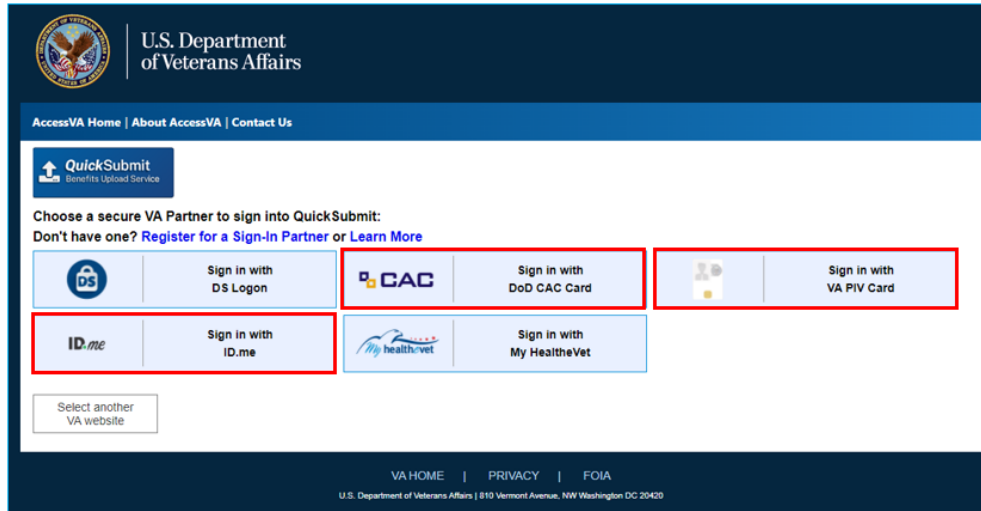 U.S. Department
of Veterans Affairs
AccessVA Home | About AccessVA | Contact Us
QuickSubmit
Benefits Upload Service
Choose a secure VA Partner to sign into QuickSubmit:
Don't have one? Register for a Sign-In Partner or Learn More
DS
Sign in with
DS Logon
CAC
Sign in with
DoD CAC Card
Sign in with
VA PIV Card
ID.me
Sign in with
ID.me
My healthevet
Sign in with
My HealtheVet
Select another
VA website
VA HOME | PRIVACY | FOIA
U.S. Department of Veterans Affairs | 810 Vermont Avenue, NW Washington DC 20420